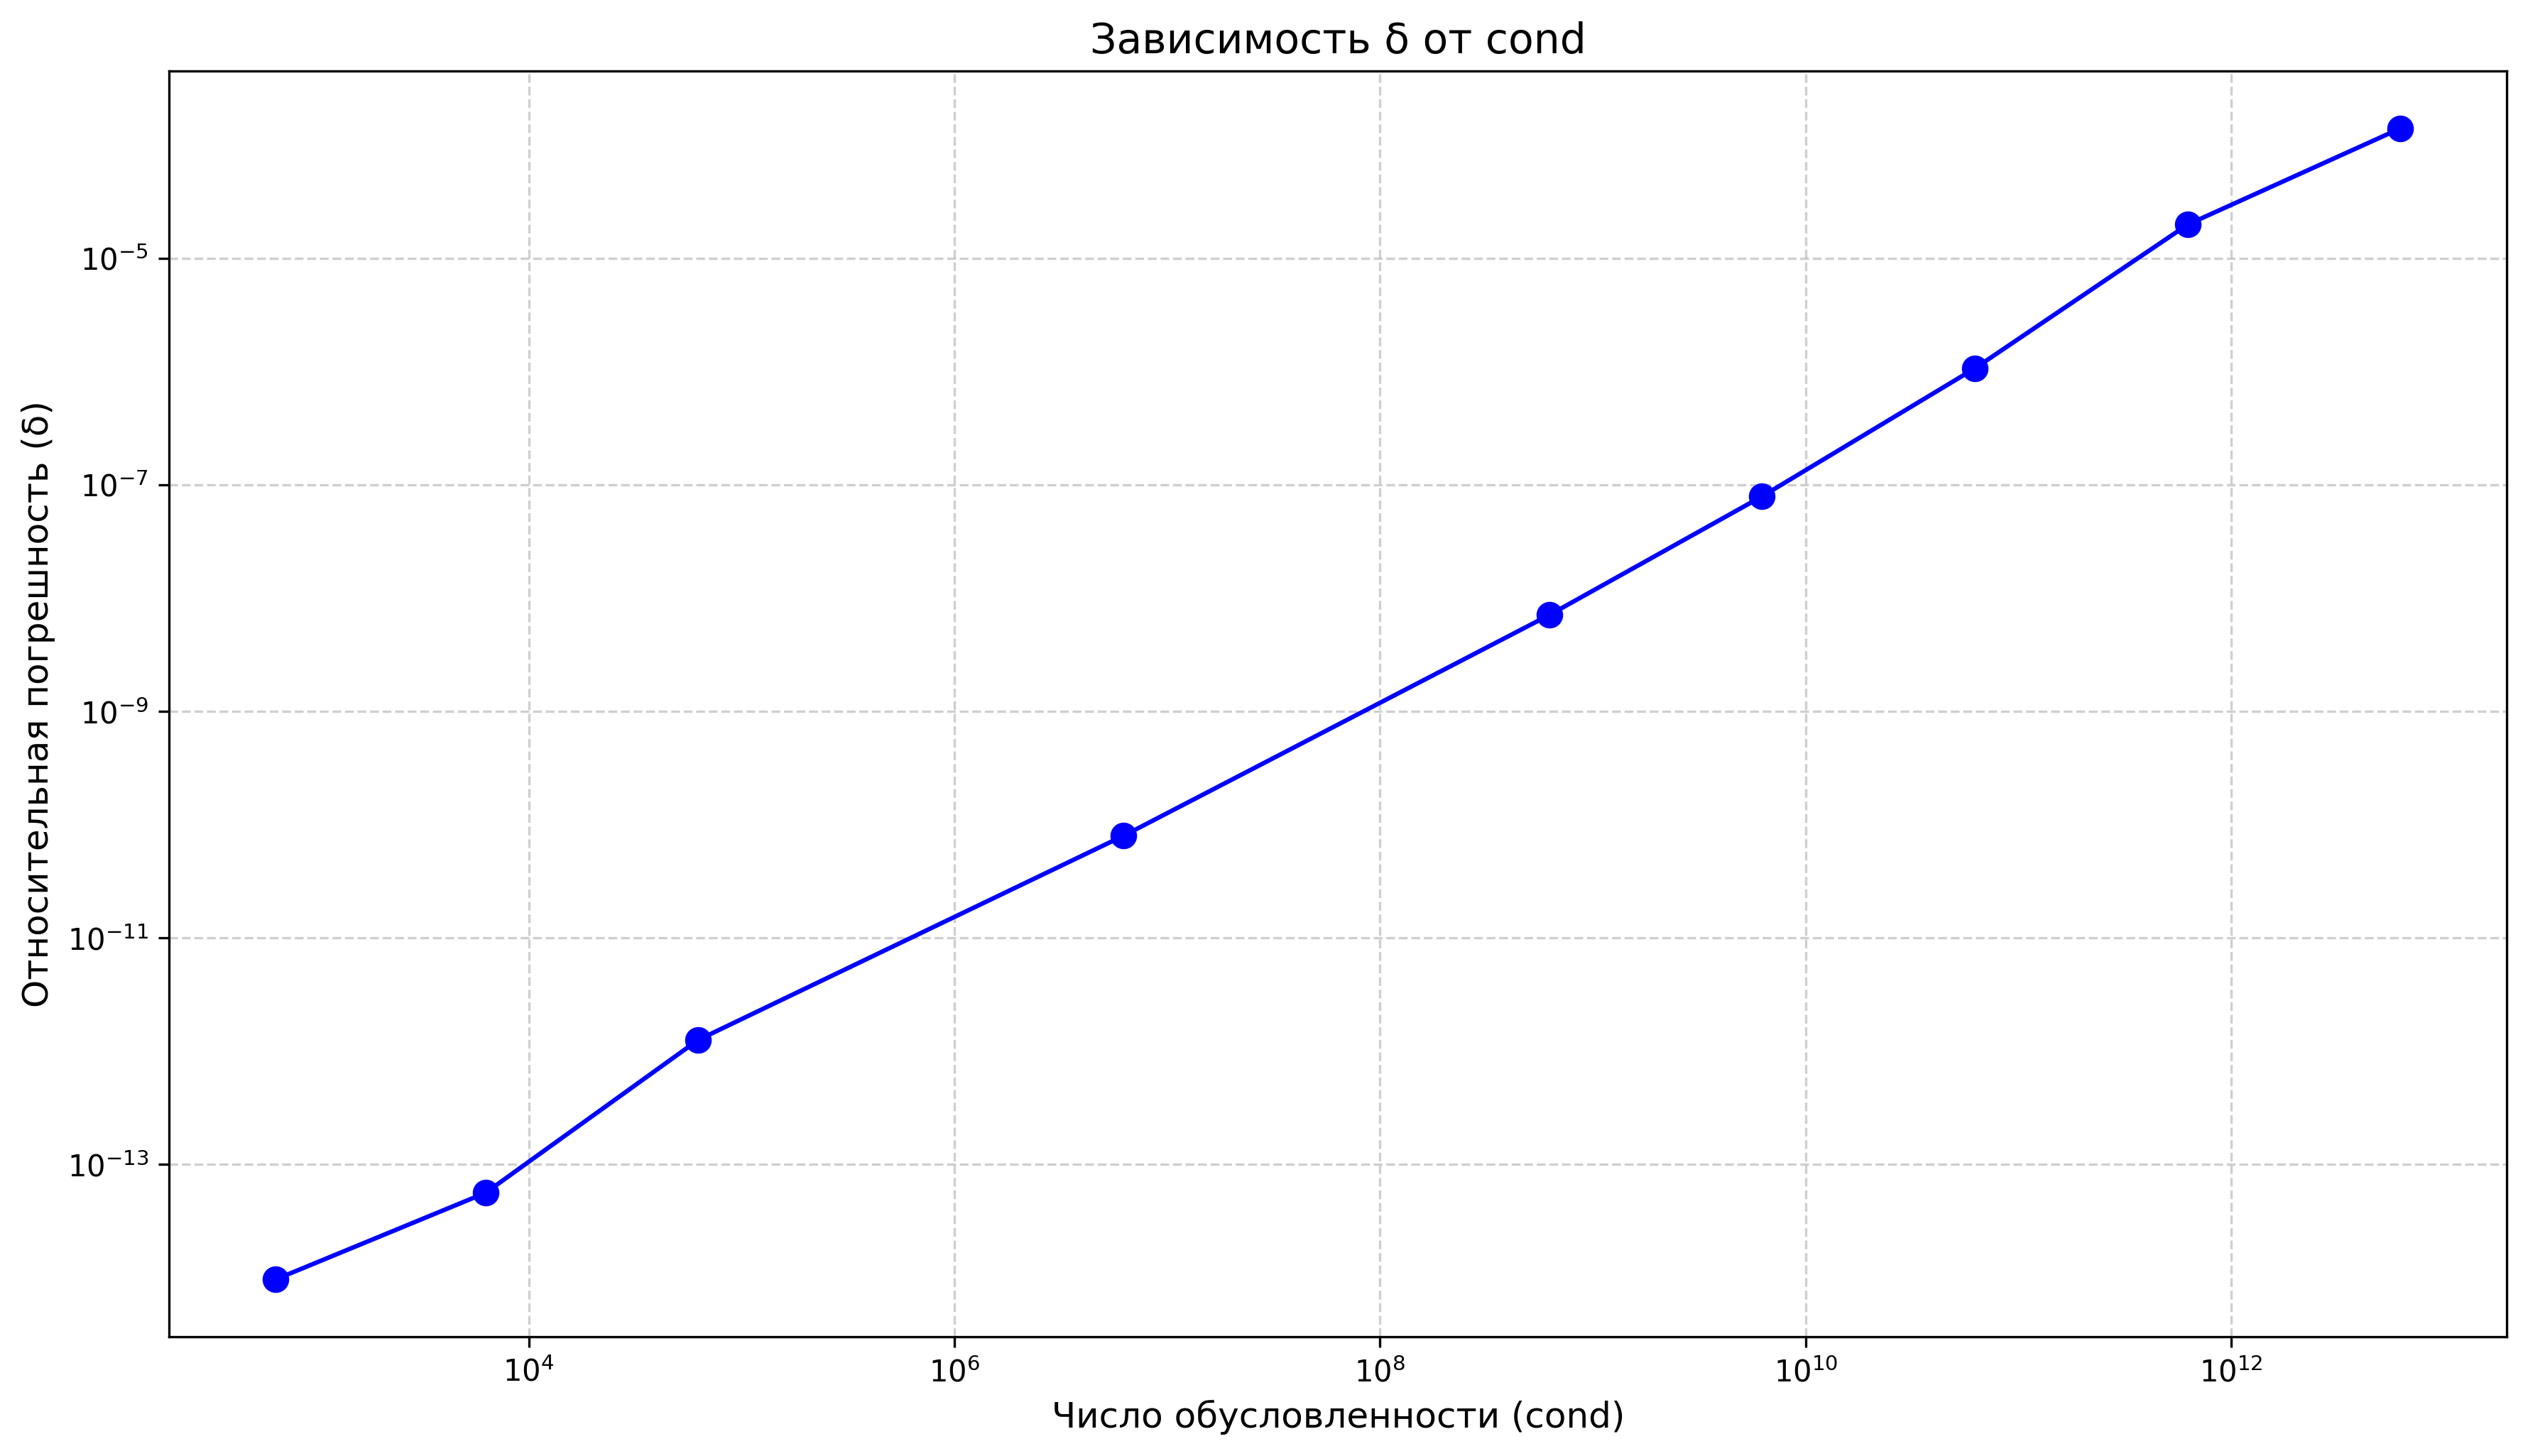 Зависимость δ от cond
Относительная погрешность (δ)
10⁻⁵
10⁻⁷
10⁻⁹
10⁻¹¹
10⁻¹³
10⁴ 10⁶ 10⁸ 10¹⁰ 10¹²
Число обусловленности (cond)